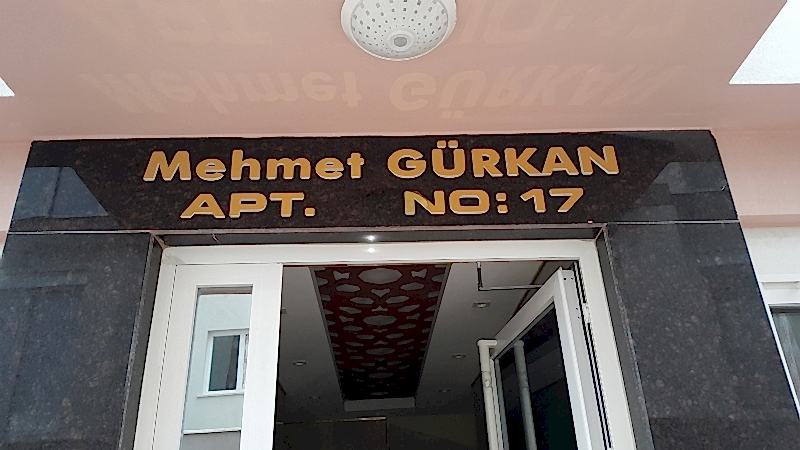 Mehmet GÜRKAN
APT. NO: 17